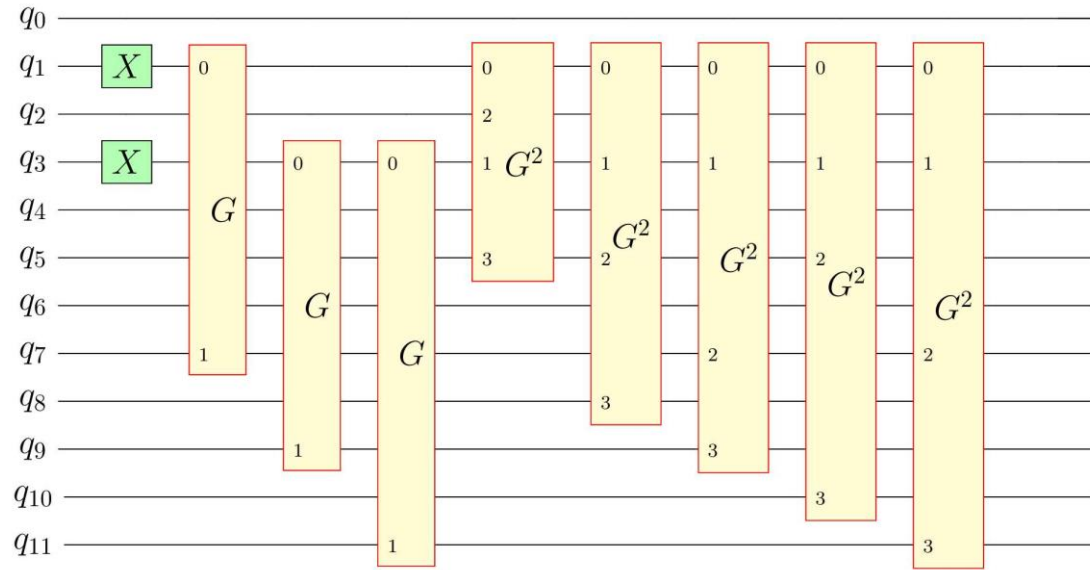 q₀
q₁ X 0 0 0 0 0 0
q₂ 2
q₃ X 0 0 1 G² 1 1 1 1
q₄ G
q₅ 3 G² 2 G² 2
q₆ G G² G²
q₇ 1 G 2 2
q₈ 3
q₉ 1 3
q₁₀ 3
q₁₁ 1 3